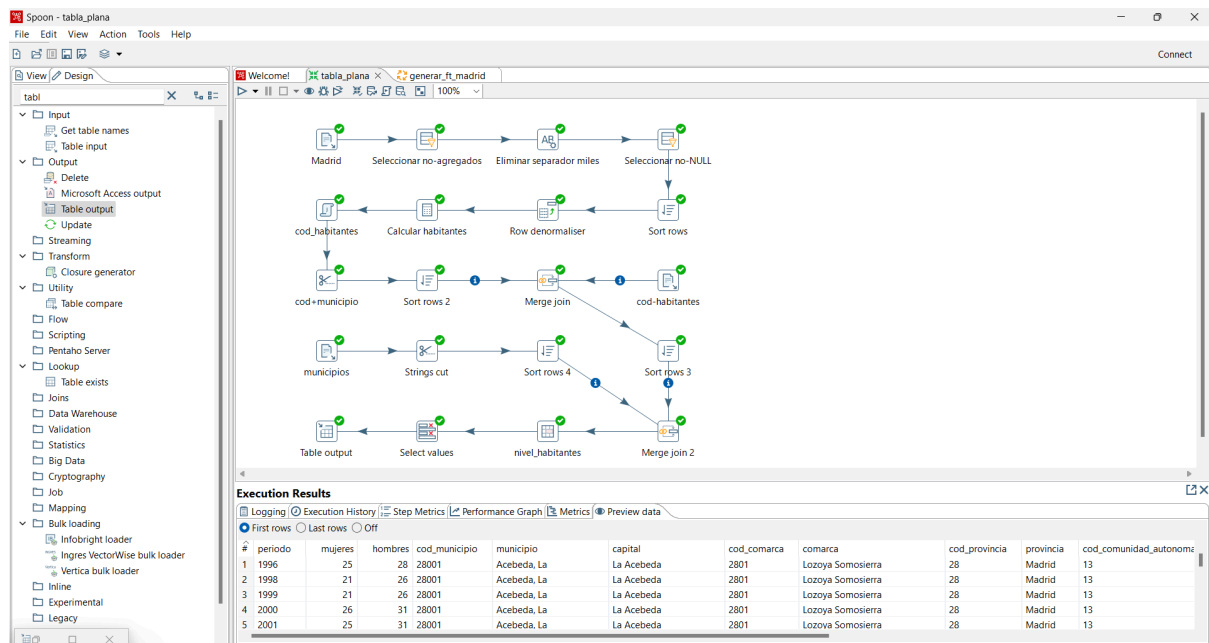 Spoon - tabla_plana
File Edit View Action Tools Help
Connect
View Design
Welcome! tabla_plana generar_ft_madrid
tabl
100%
Input
Get table names
Table input
Output
Delete
Microsoft Access output
Table output
Update
Streaming
Transform
Closure generator
Utility
Table compare
Flow
Scripting
Pentaho Server
Lookup
Table exists
Joins
Data Warehouse
Validation
Statistics
Big Data
Cryptography
Job
Mapping
Bulk loading
Infobright loader
Ingres VectorWise bulk loader
Vertica bulk loader
Inline
Experimental
Legacy
Madrid Seleccionar no-agregados Eliminar separador miles Seleccionar no-NULL
cod_habitantes Calcular habitantes Row denormaliser Sort rows
cod+municipio Sort rows 2 Merge join cod-habitantes
municipios Strings cut Sort rows 4 Sort rows 3
Table output Select values nivel_habitantes Merge join 2
Execution Results
Logging Execution History Step Metrics Performance Graph Metrics Preview data
First rows Last rows Off
# periodo mujeres hombres cod_municipio municipio capital cod_comarca comarca cod_provincia provincia cod_comunidad_autonoma
1 1996 25 28 28001 Acebeda, La La Acebeda 2801 Lozoya Somosierra 28 Madrid 13
2 1998 21 26 28001 Acebeda, La La Acebeda 2801 Lozoya Somosierra 28 Madrid 13
3 1999 21 26 28001 Acebeda, La La Acebeda 2801 Lozoya Somosierra 28 Madrid 13
4 2000 26 31 28001 Acebeda, La La Acebeda 2801 Lozoya Somosierra 28 Madrid 13
5 2001 25 31 28001 Acebeda, La La Acebeda 2801 Lozoya Somosierra 28 Madrid 13